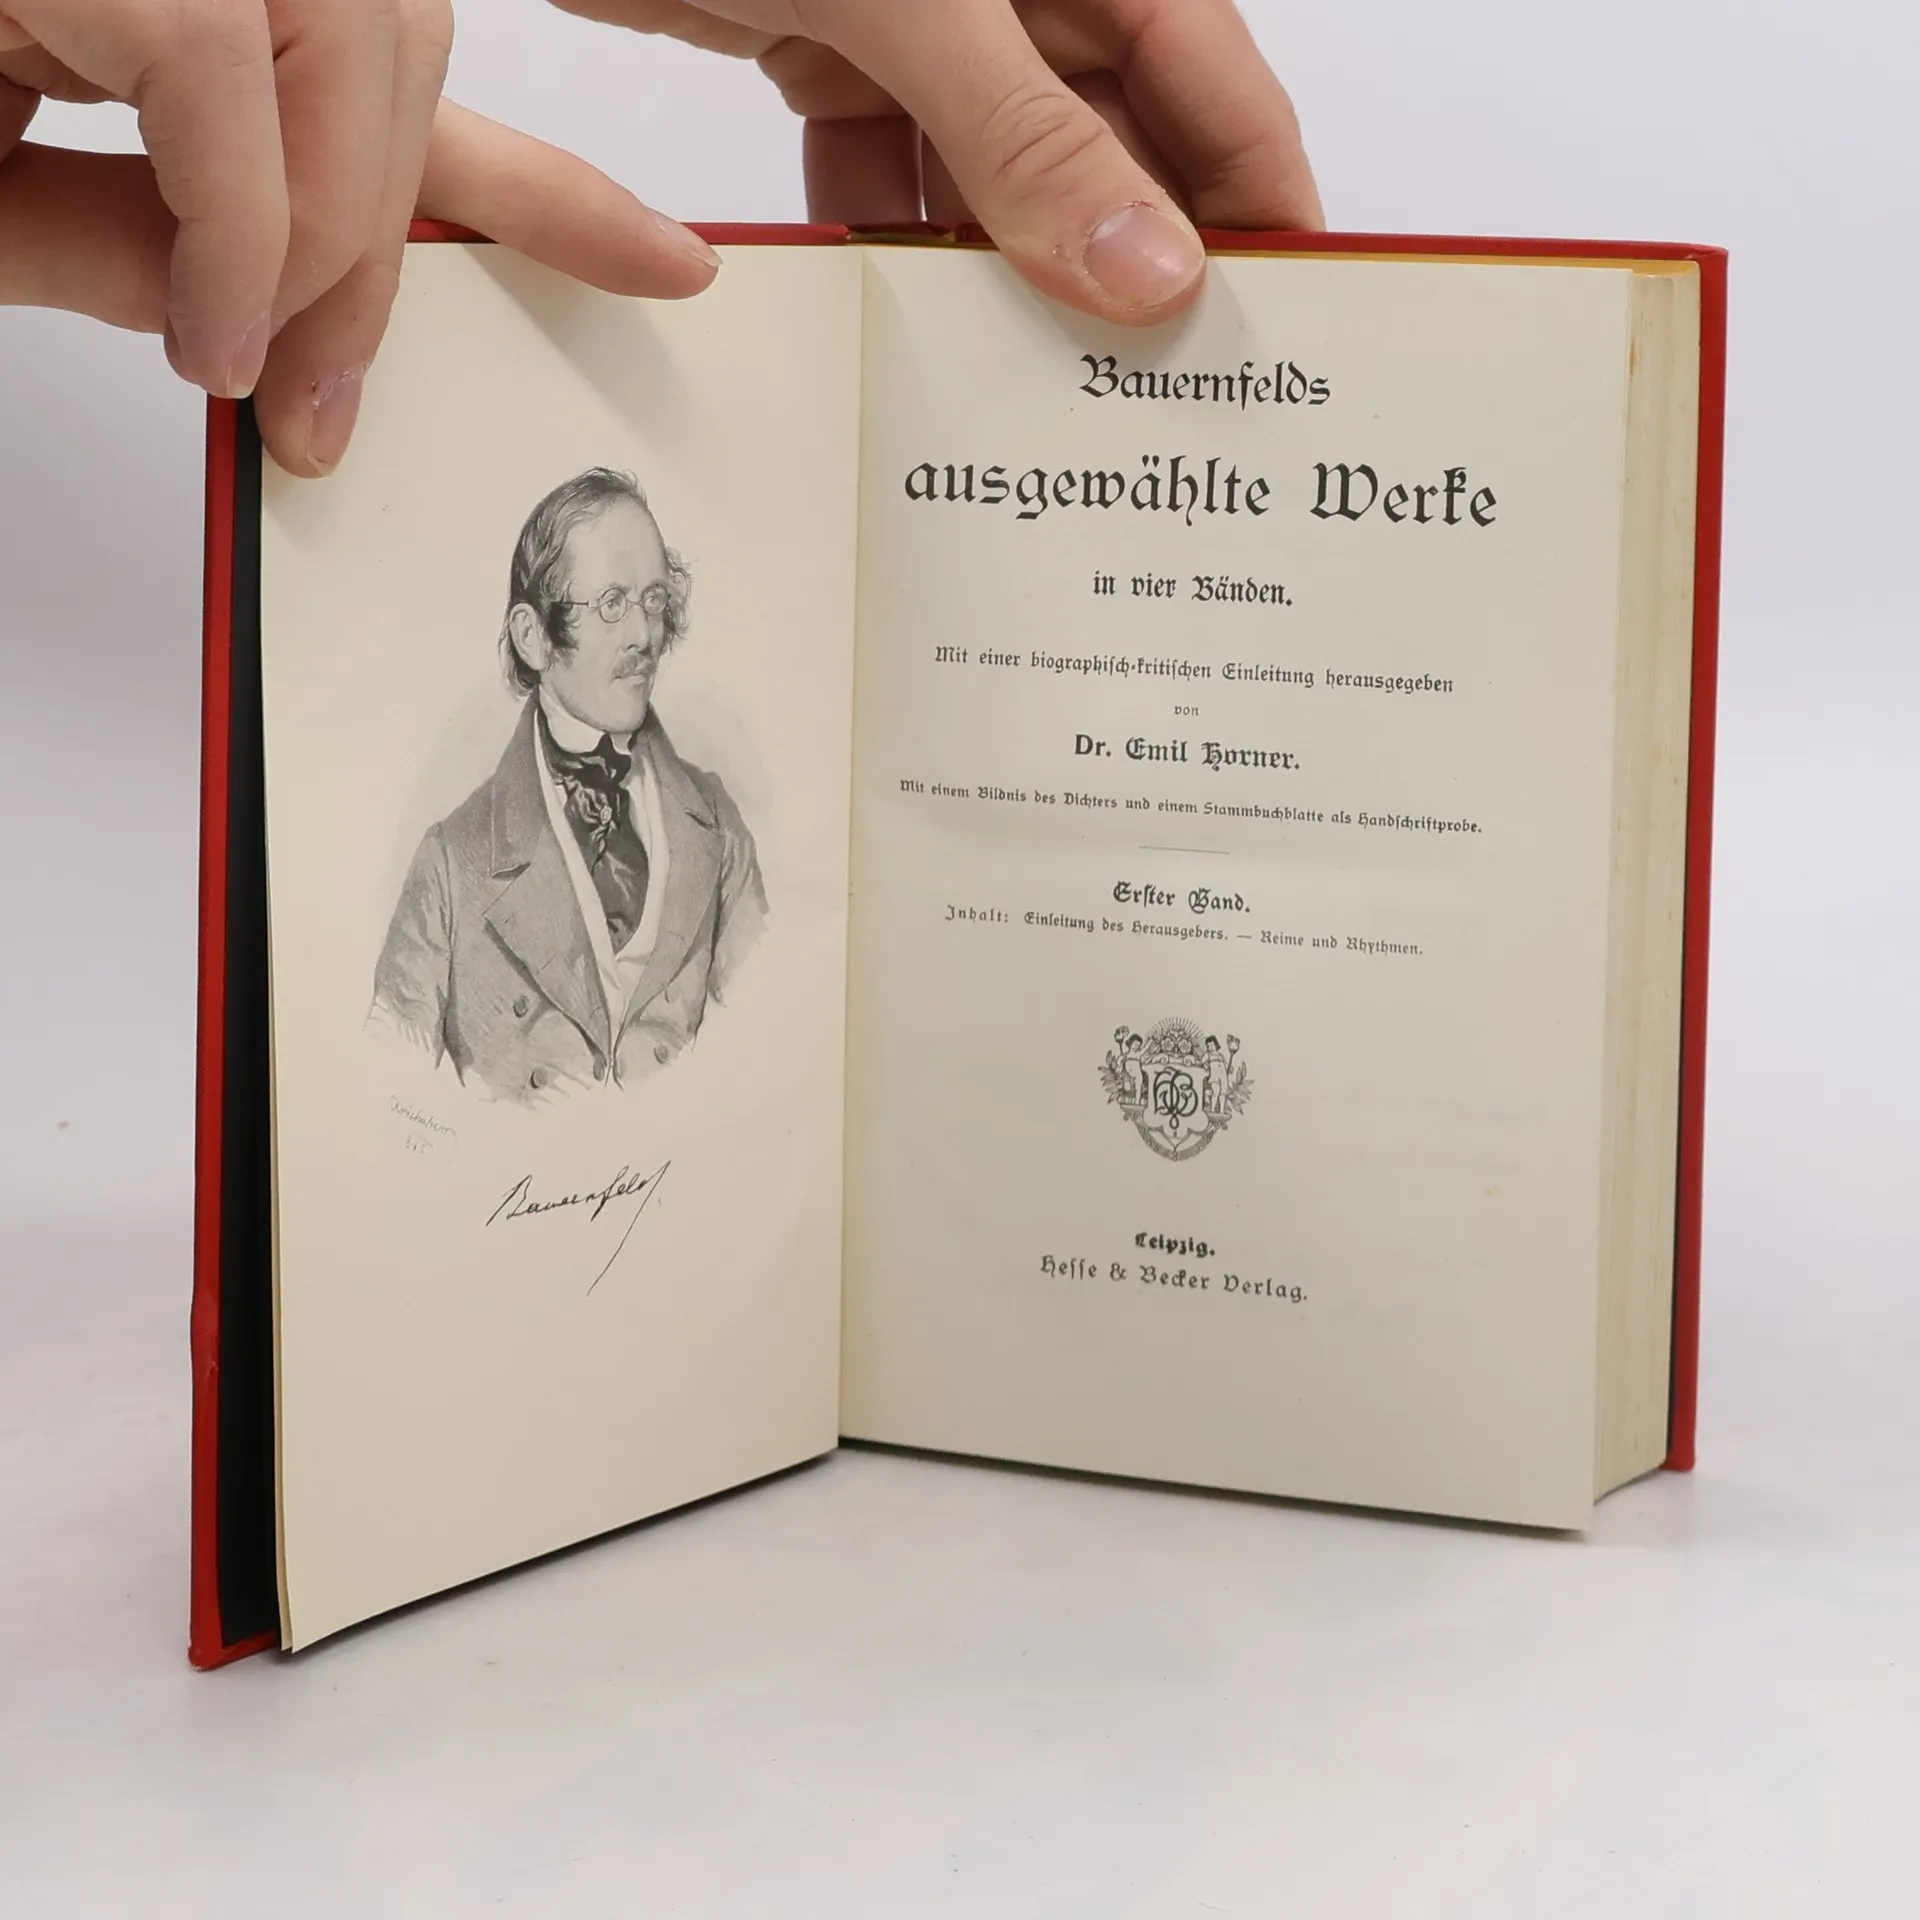 Bauernfeld
Bauernfelds
ausgewählte Werke
in vier Bänden.
Mit einer biographisch-kritischen Einleitung herausgegeben
von
Dr. Emil Horner.
Mit einem Bildnis des Dichters und einem Stammbuchblatte als Handschriftprobe.
Erster Band.
Inhalt: Einleitung des Herausgebers. — Reime und Rhythmen.
Leipzig.
Hesse & Becker Verlag.